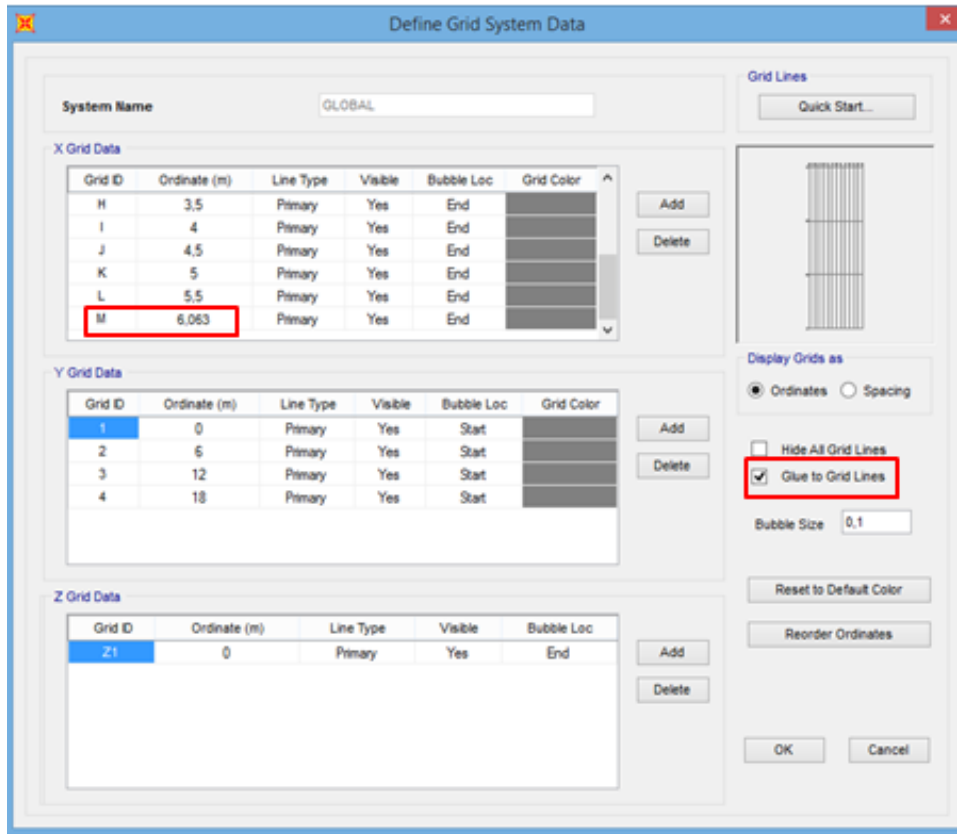 Define Grid System Data
System Name GLOBAL
Grid Lines
Quick Start...
X Grid Data
Grid ID Ordinate (m) Line Type Visible Bubble Loc Grid Color
H 3,5 Primary Yes End
I 4 Primary Yes End
J 4,5 Primary Yes End
K 5 Primary Yes End
L 5,5 Primary Yes End
M 6,063 Primary Yes End
Add
Delete
Y Grid Data
Grid ID Ordinate (m) Line Type Visible Bubble Loc Grid Color
1 0 Primary Yes Start
2 6 Primary Yes Start
3 12 Primary Yes Start
4 18 Primary Yes Start
Add
Delete
Display Grids as
Ordinates Spacing
Hide All Grid Lines
Glue to Grid Lines
Bubble Size 0,1
Z Grid Data
Grid ID Ordinate (m) Line Type Visible Bubble Loc
Z1 0 Primary Yes End
Add
Delete
Reset to Default Color
Reorder Ordinates
OK Cancel